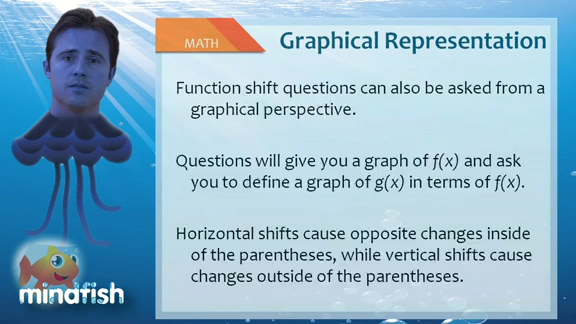 MATH
Graphical Representation
Function shift questions can also be asked from a
graphical perspective.
Questions will give you a graph of f(x) and ask
you to define a graph of g(x) in terms of f(x).
Horizontal shifts cause opposite changes inside
of the parentheses, while vertical shifts cause
changes outside of the parentheses.
mindfish